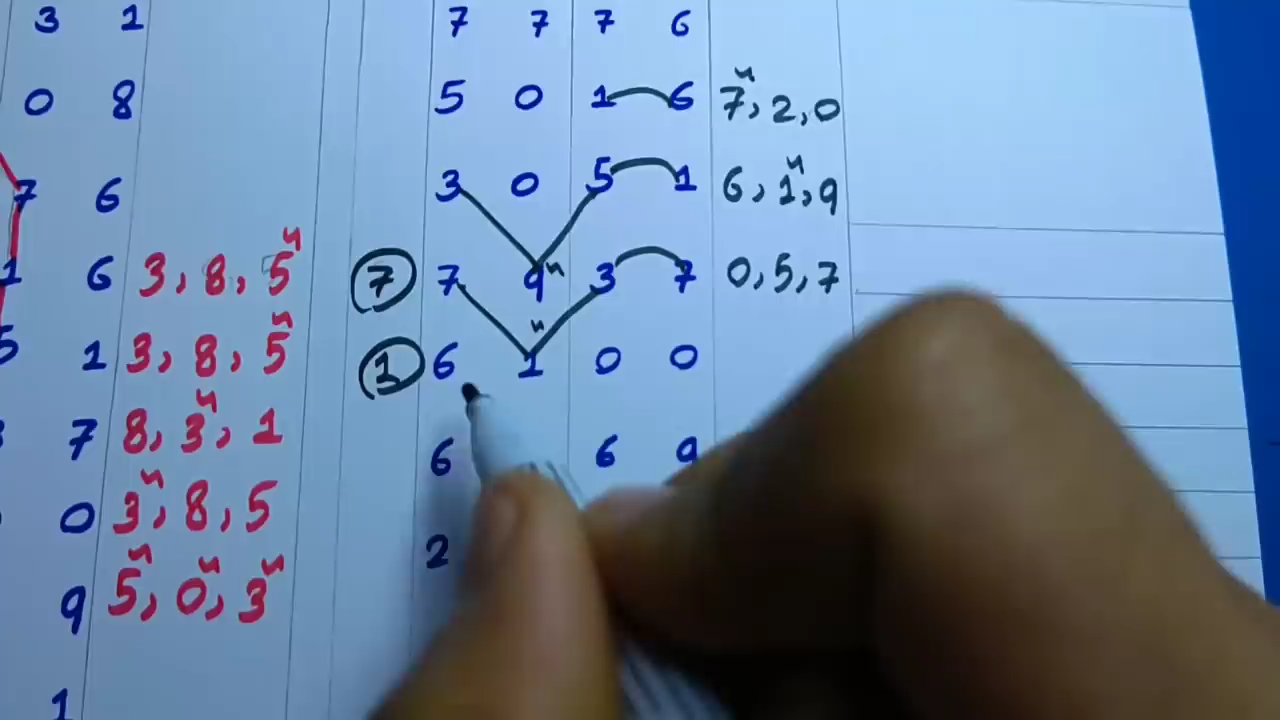 3 1 7 7 7 6
0 8 5 0 1 6 7, 2, 0
7 6 3 0 5 1 6, 1, 9
1 6 3, 8, 5 7 7 9 3 7 0, 5, 7
5 1 3, 8, 5 1 6 1 0 0
7 8, 3, 1 6 6 9
0 3, 8, 5 2
9 5, 0, 3
1